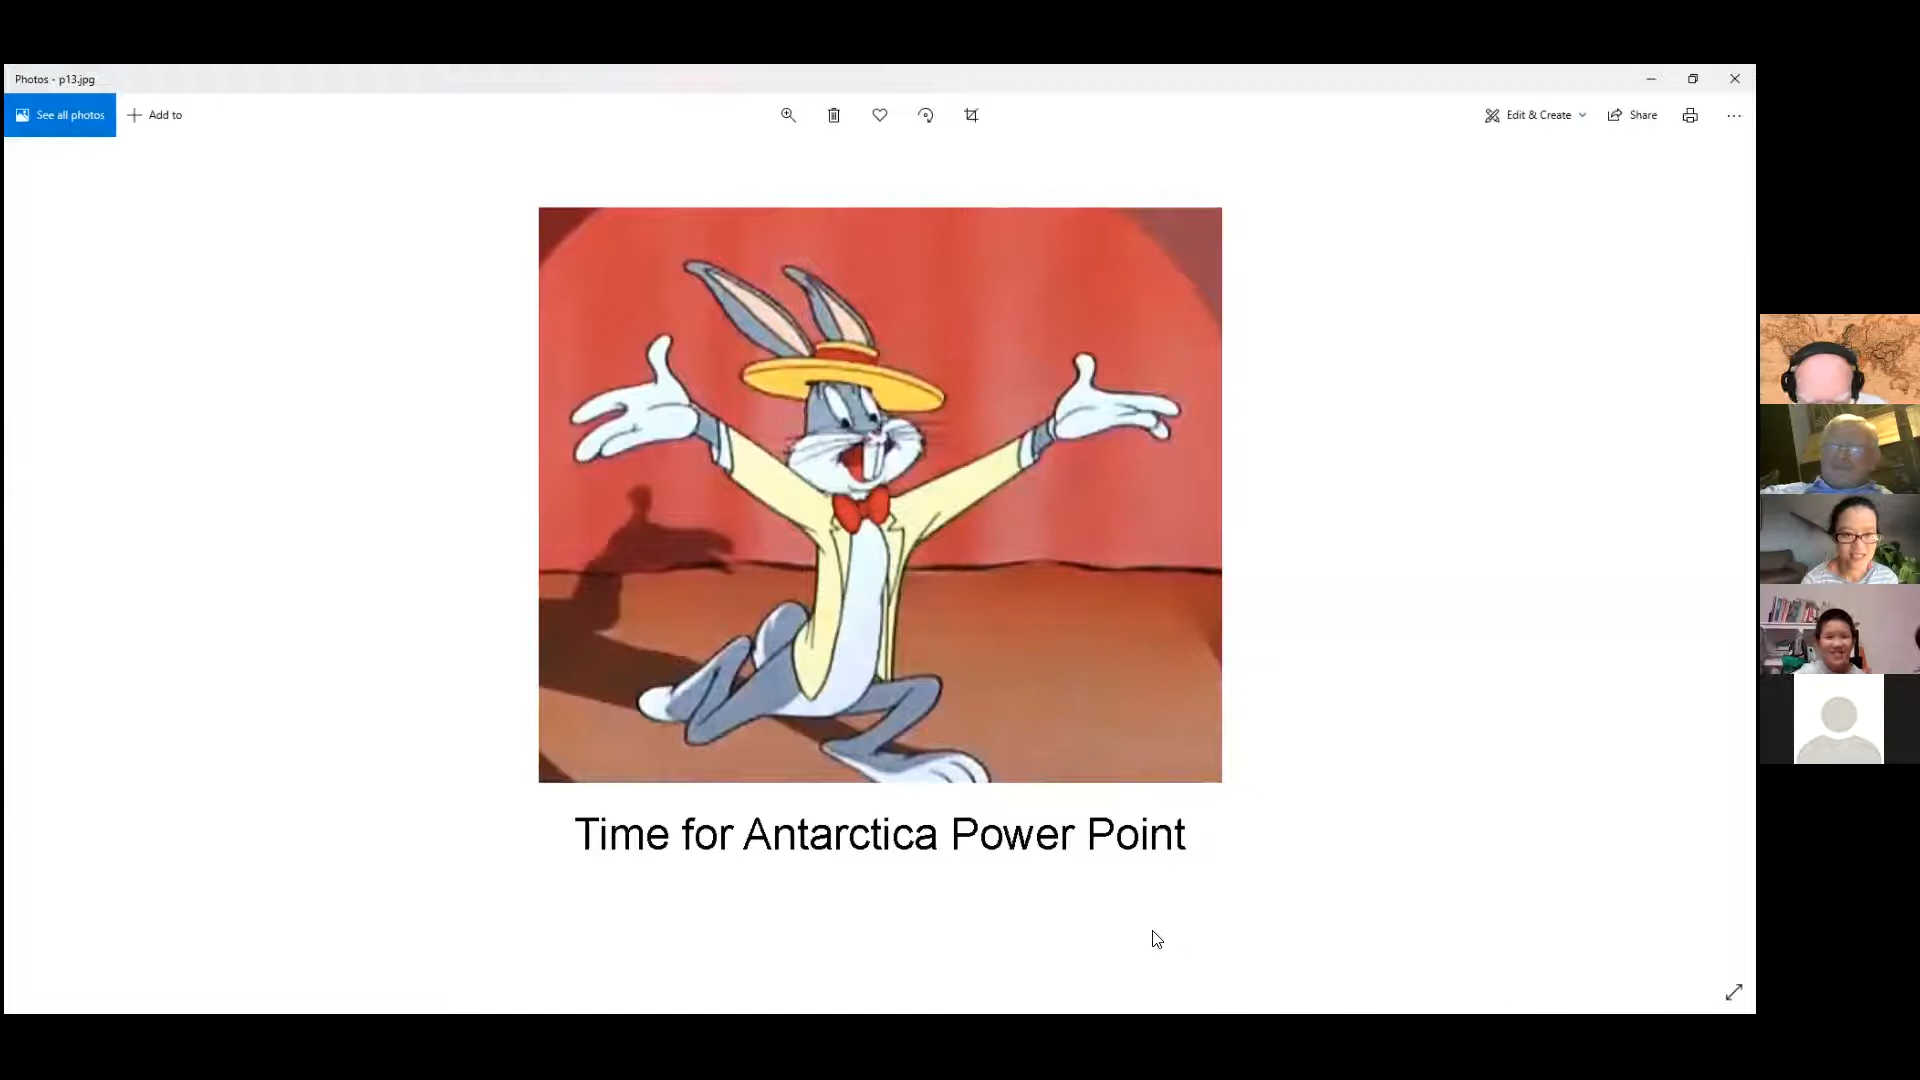 Photos - p13.jpg
See all photos
Add to
Edit & Create
Share
Time for Antarctica Power Point